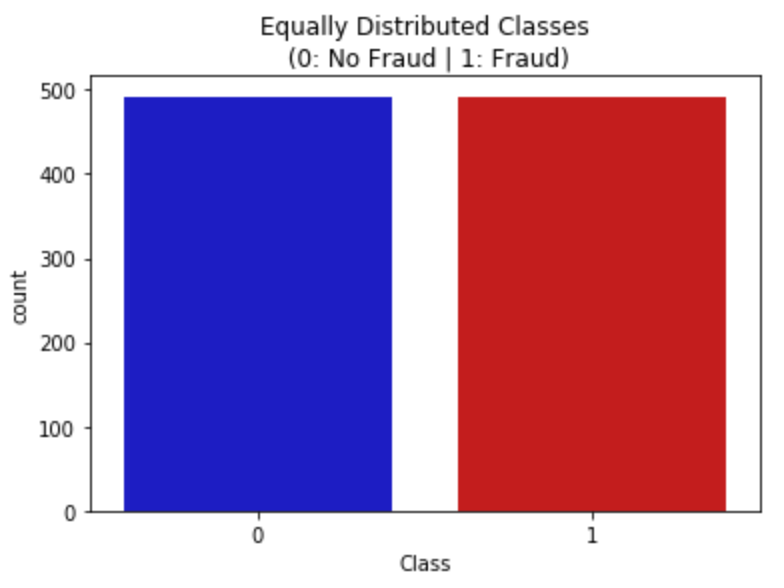 Equally Distributed Classes
(0: No Fraud | 1: Fraud)
500
400
300
200
100
0
count
0 1
Class